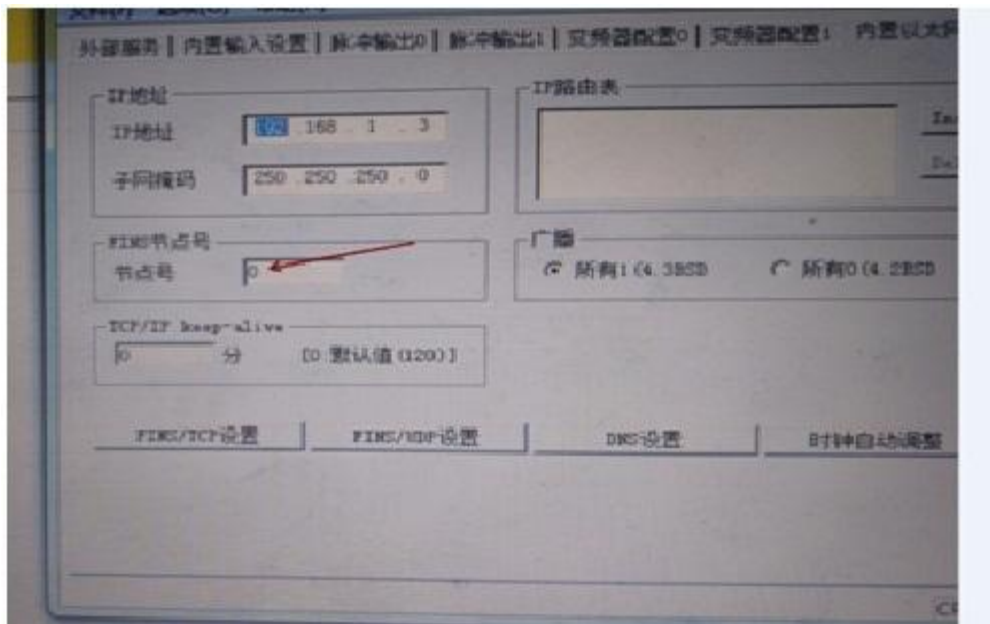 外部服务 内置输入设置 脉冲输出0 脉冲输出1 变频器配置0 变频器配置1 内置以太网
IP地址
IP地址 192 .168 . 1 . 3
子网掩码 250 .250 .250 . 0
IP路由表
FINS节点号
节点号 0
广播
所有1(4.3BSD 所有0(4.2BSD
TCP/IP keep-alive
0 分 [0:默认值(120)]
FINS/TCP设置 FINS/UDP设置 DNS设置 时钟自动调整